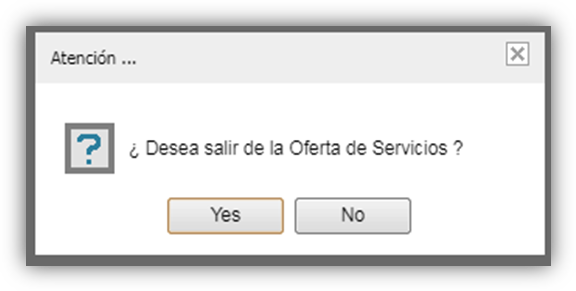 Atención ...
¿ Desea salir de la Oferta de Servicios ?
Yes No